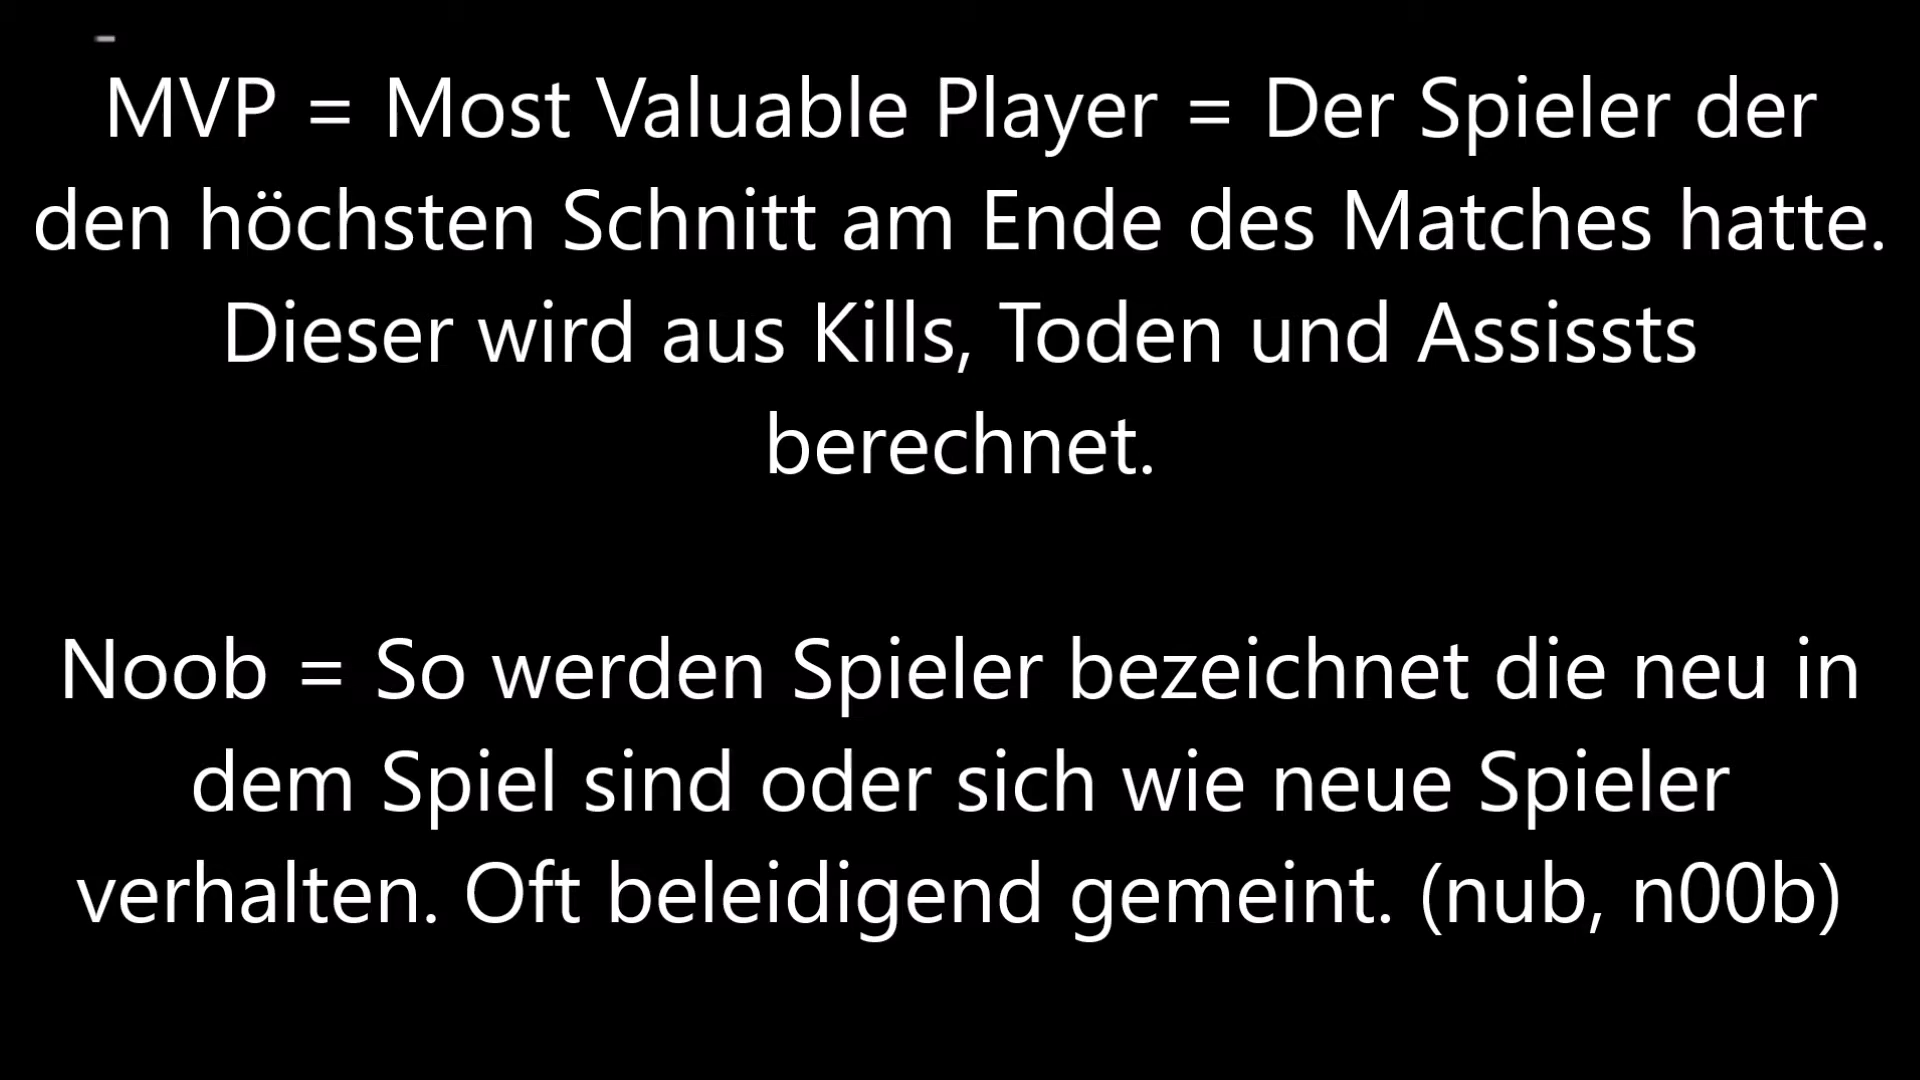 MVP = Most Valuable Player = Der Spieler der
den höchsten Schnitt am Ende des Matches hatte.
Dieser wird aus Kills, Toden und Assissts
berechnet.
Noob = So werden Spieler bezeichnet die neu in
dem Spiel sind oder sich wie neue Spieler
verhalten. Oft beleidigend gemeint. (nub, n00b)